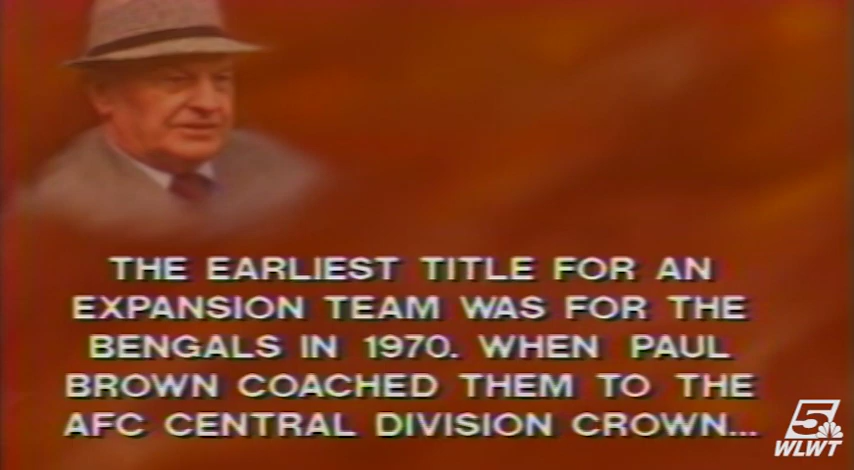 THE EARLIEST TITLE FOR AN
EXPANSION TEAM WAS FOR THE
BENGALS IN 1970. WHEN PAUL
BROWN COACHED THEM TO THE
AFC CENTRAL DIVISION CROWN...
5
WLWT